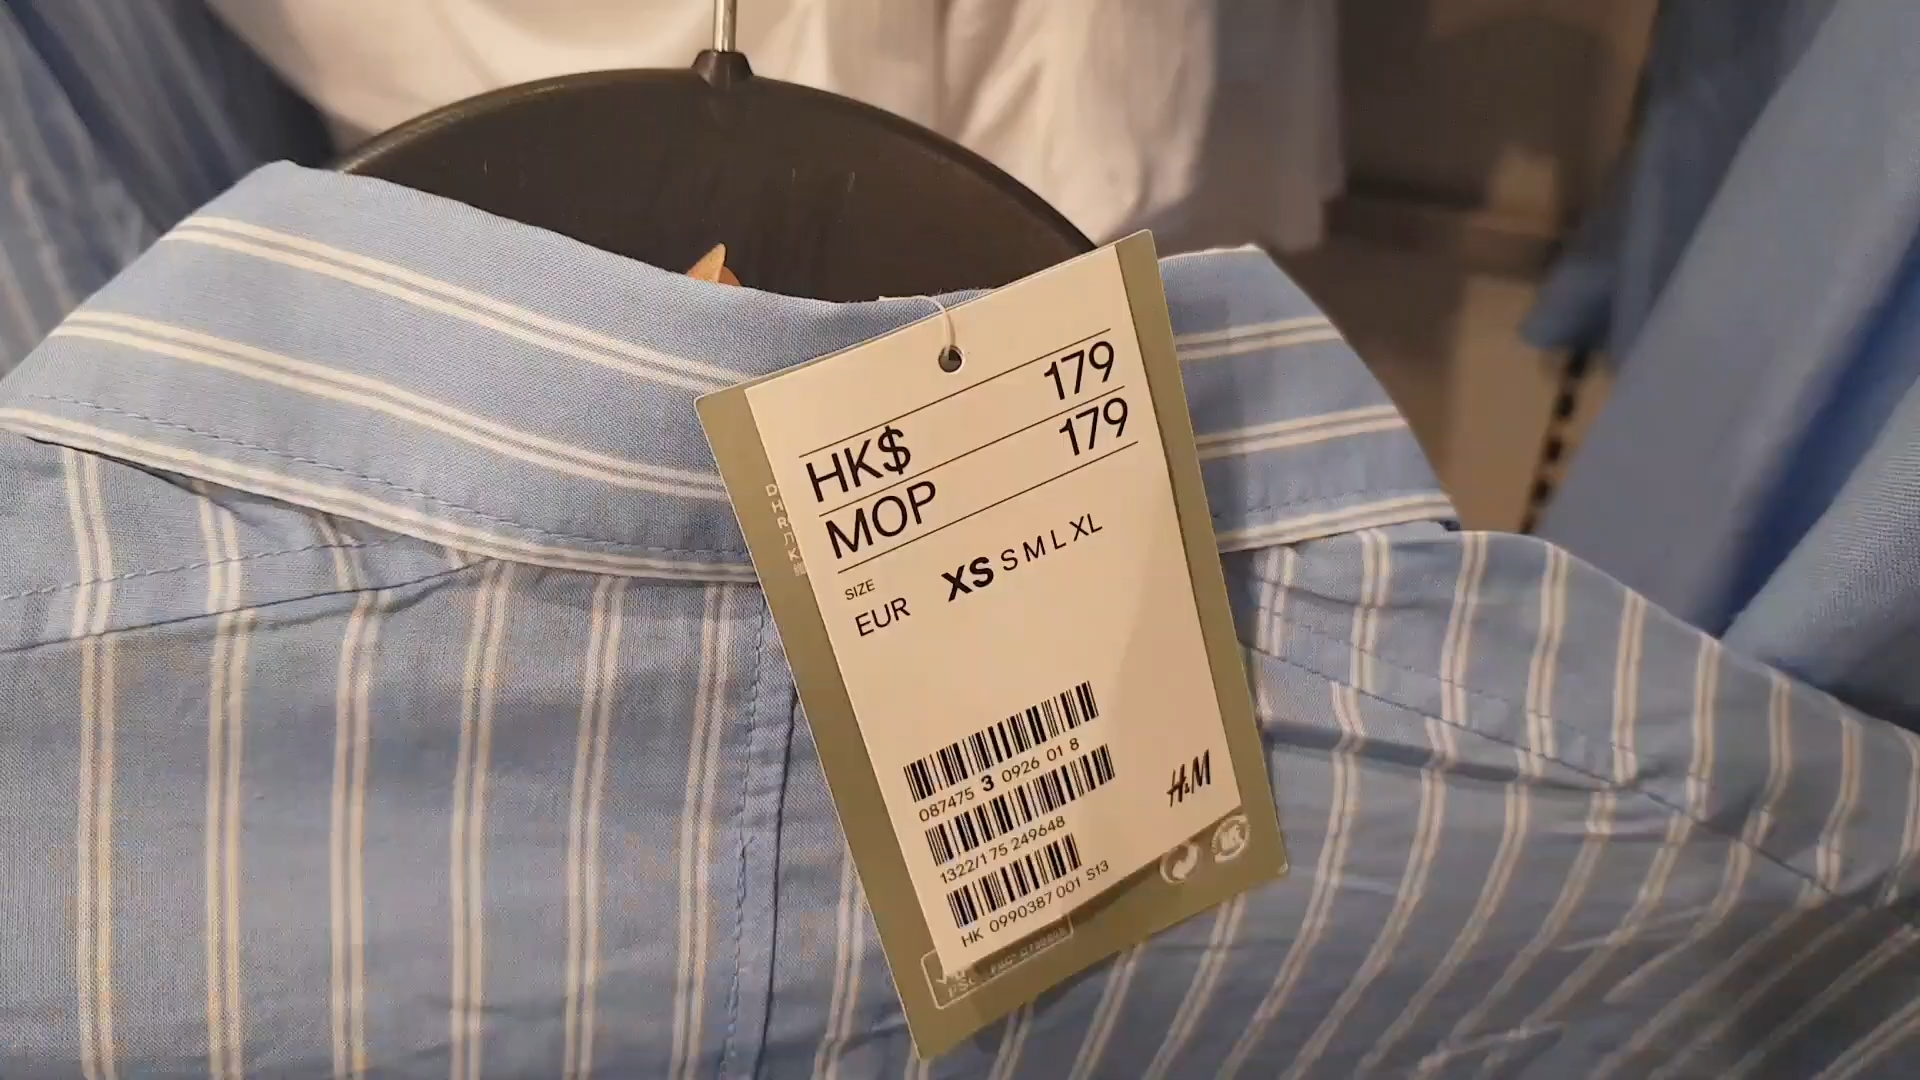 HK$ 179
MOP 179
SIZE
EUR XS S M L XL
087475 3 0926 01 8
1322/175 249648
HK 0990387 001 S13
H&M